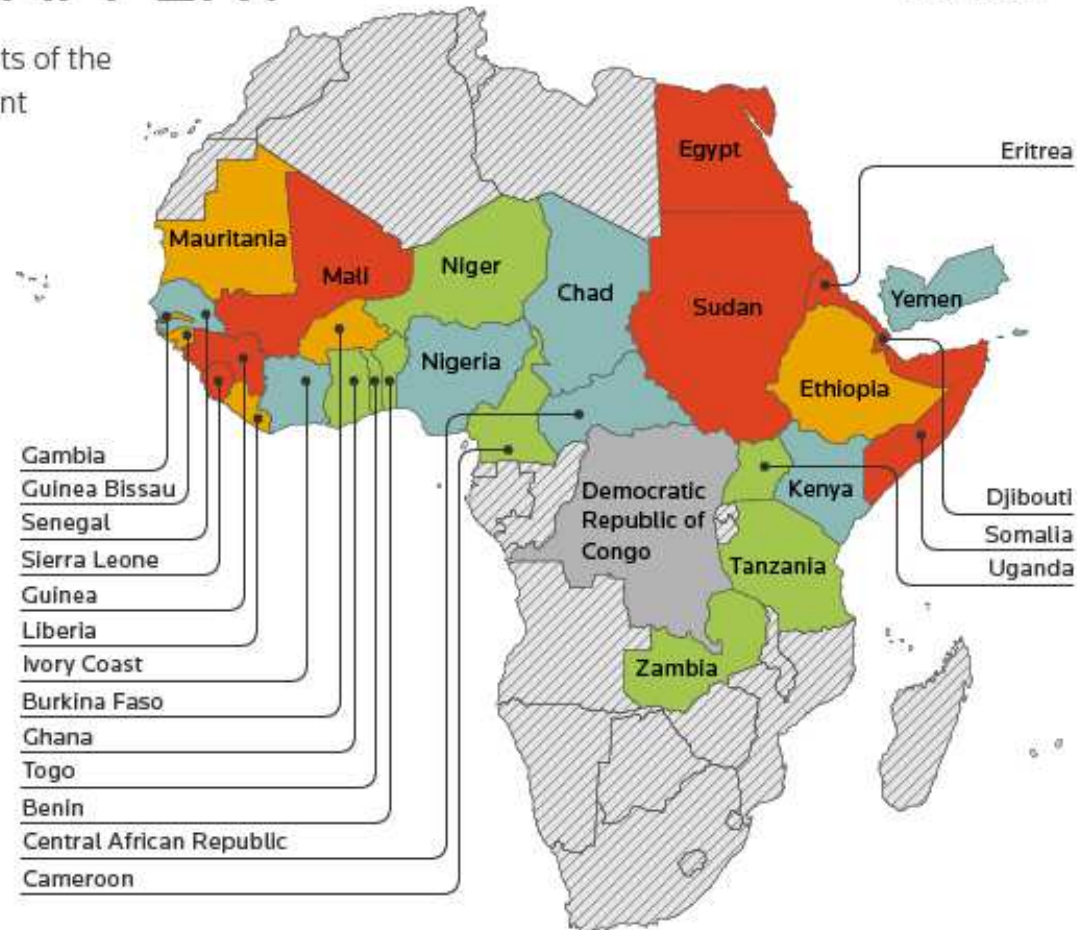 ts of the
nt
Egypt
Eritrea
Mauritania
Mali
Niger
Chad
Sudan
Yemen
Nigeria
Ethiopia
Gambia
Guinea Bissau
Senegal
Sierra Leone
Guinea
Liberia
Ivory Coast
Burkina Faso
Ghana
Togo
Benin
Central African Republic
Cameroon
Democratic
Republic of
Congo
Kenya
Djibouti
Somalia
Uganda
Tanzania
Zambia